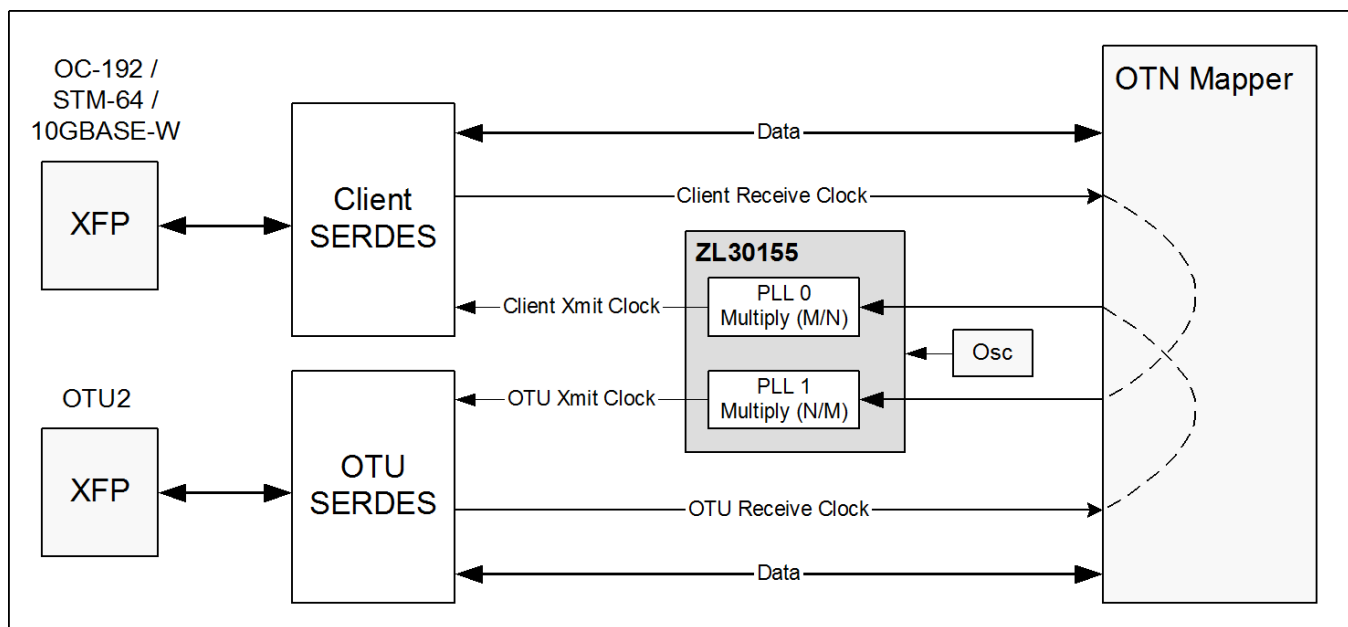 OC-192 /
STM-64 /
10GBASE-W
XFP
Client
SERDES
Data
Client Receive Clock
OTN Mapper
ZL30155
PLL 0
Multiply (M/N)
Client Xmit Clock
Osc
PLL 1
Multiply (N/M)
OTU Xmit Clock
OTU2
XFP
OTU
SERDES
OTU Receive Clock
Data